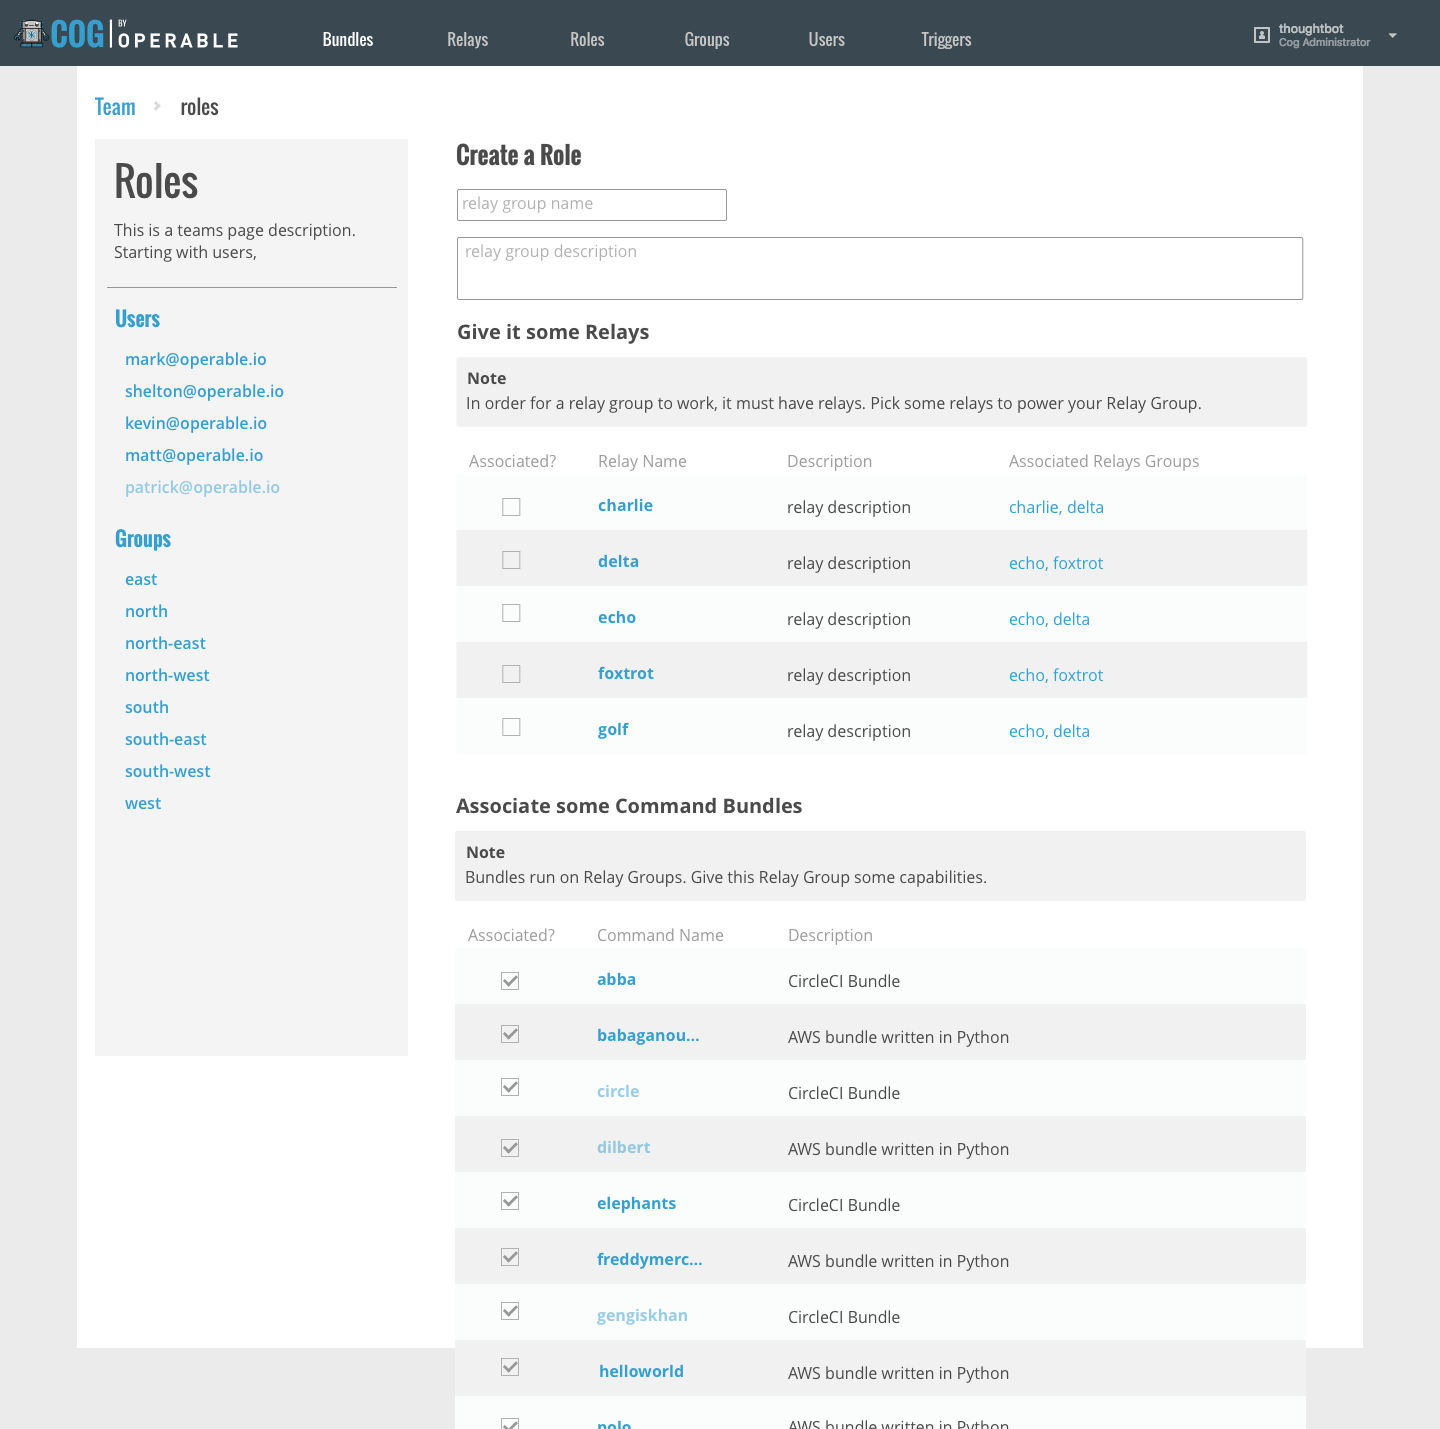 COG BY OPERABLE
Bundles Relays Roles Groups Users Triggers
thoughtbot
Cog Administrator
Team roles
Roles
This is a teams page description.
Starting with users,
Users
mark@operable.io
shelton@operable.io
kevin@operable.io
matt@operable.io
patrick@operable.io
Groups
east
north
north-east
north-west
south
south-east
south-west
west
Create a Role
relay group name
relay group description
Give it some Relays
Note
In order for a relay group to work, it must have relays. Pick some relays to power your Relay Group.
Associated? Relay Name Description Associated Relays Groups
charlie relay description charlie, delta
delta relay description echo, foxtrot
echo relay description echo, delta
foxtrot relay description echo, foxtrot
golf relay description echo, delta
Associate some Command Bundles
Note
Bundles run on Relay Groups. Give this Relay Group some capabilities.
Associated? Command Name Description
abba CircleCI Bundle
babaganou... AWS bundle written in Python
circle CircleCI Bundle
dilbert AWS bundle written in Python
elephants CircleCI Bundle
freddymerc... AWS bundle written in Python
gengiskhan CircleCI Bundle
helloworld AWS bundle written in Python
polo AWS bundle written in Python